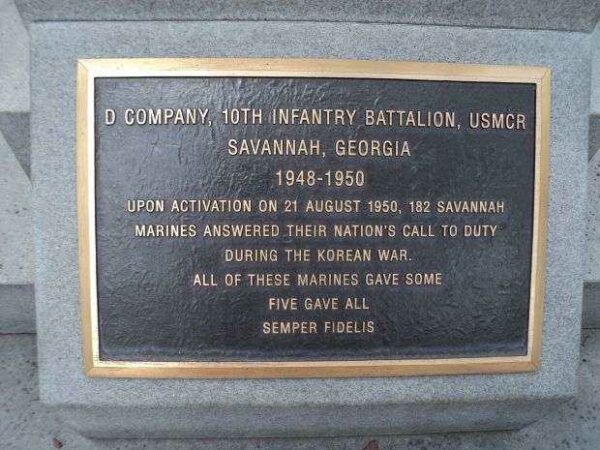 D COMPANY, 10TH INFANTRY BATTALION, USMCR
SAVANNAH, GEORGIA
1948-1950
UPON ACTIVATION ON 21 AUGUST 1950, 182 SAVANNAH
MARINES ANSWERED THEIR NATION'S CALL TO DUTY
DURING THE KOREAN WAR.
ALL OF THESE MARINES GAVE SOME
FIVE GAVE ALL
SEMPER FIDELIS